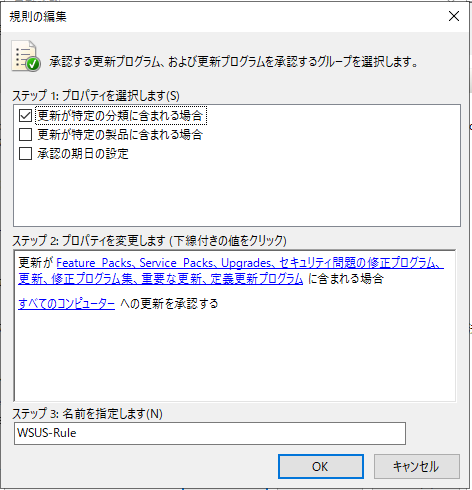 規則の編集
承認する更新プログラム、および更新プログラムを承認するグループを選択します。
ステップ 1: プロパティを選択します(S)
更新が特定の分類に含まれる場合
更新が特定の製品に含まれる場合
承認の期日の設定
ステップ 2: プロパティを変更します (下線付きの値をクリック)
更新が Feature Packs、Service Packs、Upgrades、セキュリティ問題の修正プログラム、
更新、修正プログラム集、重要な更新、定義更新プログラム に含まれる場合
すべてのコンピューター への更新を承認する
ステップ 3: 名前を指定します(N)
WSUS-Rule
OK キャンセル